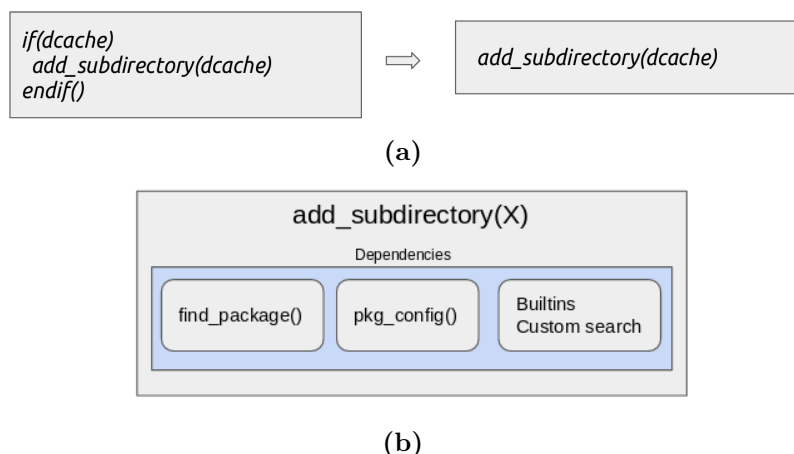 if(dcache)
add_subdirectory(dcache)
endif()
add_subdirectory(dcache)
(a)
add_subdirectory(X)
Dependencies
find_package()
pkg_config()
Builtins
Custom search
(b)